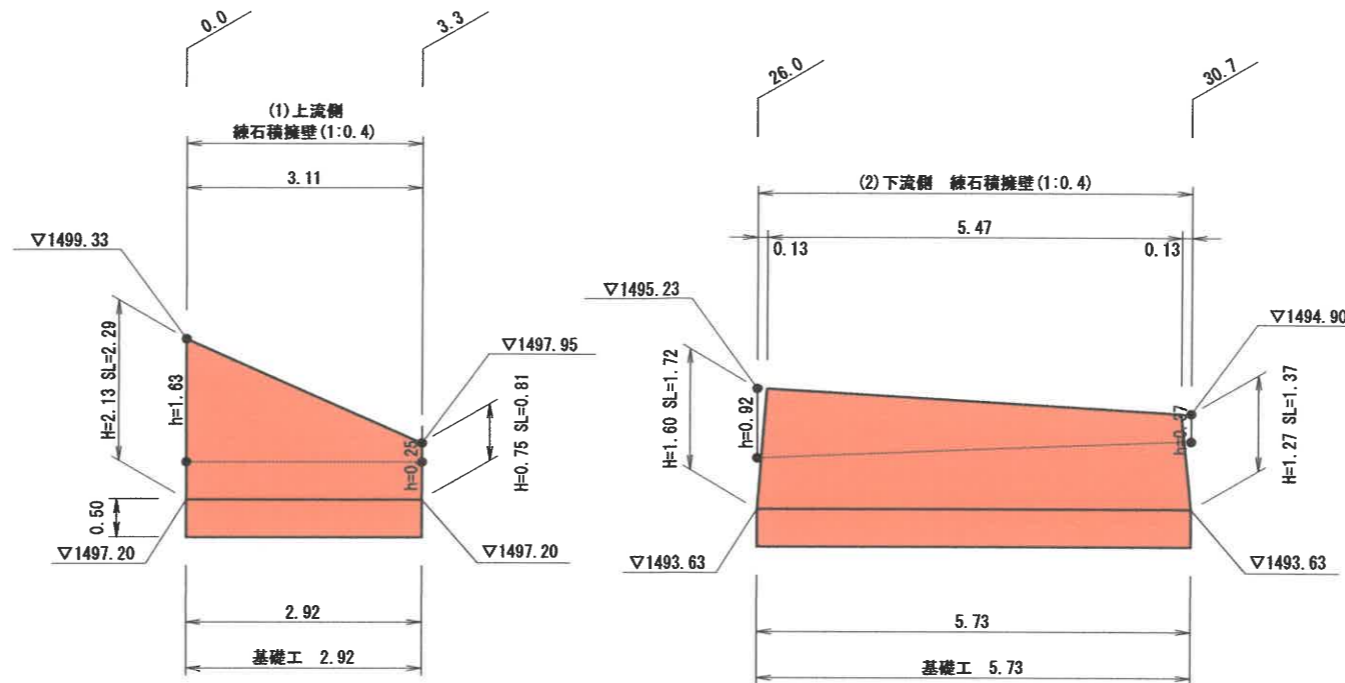 0.0
3.3
(1)上流側
練石積擁壁(1:0.4)
3.11
▽1499.33
▽1497.95
H=2.13 SL=2.29
h=1.63
h=0.25
H=0.75 SL=0.81
0.50
▽1497.20
▽1497.20
2.92
基礎工 2.92
26.0
30.7
(2)下流側 練石積擁壁(1:0.4)
5.47
0.13
0.13
▽1495.23
▽1494.90
H=1.60 SL=1.72
h=0.92
H=1.27 SL=1.37
▽1493.63
▽1493.63
5.73
基礎工 5.73